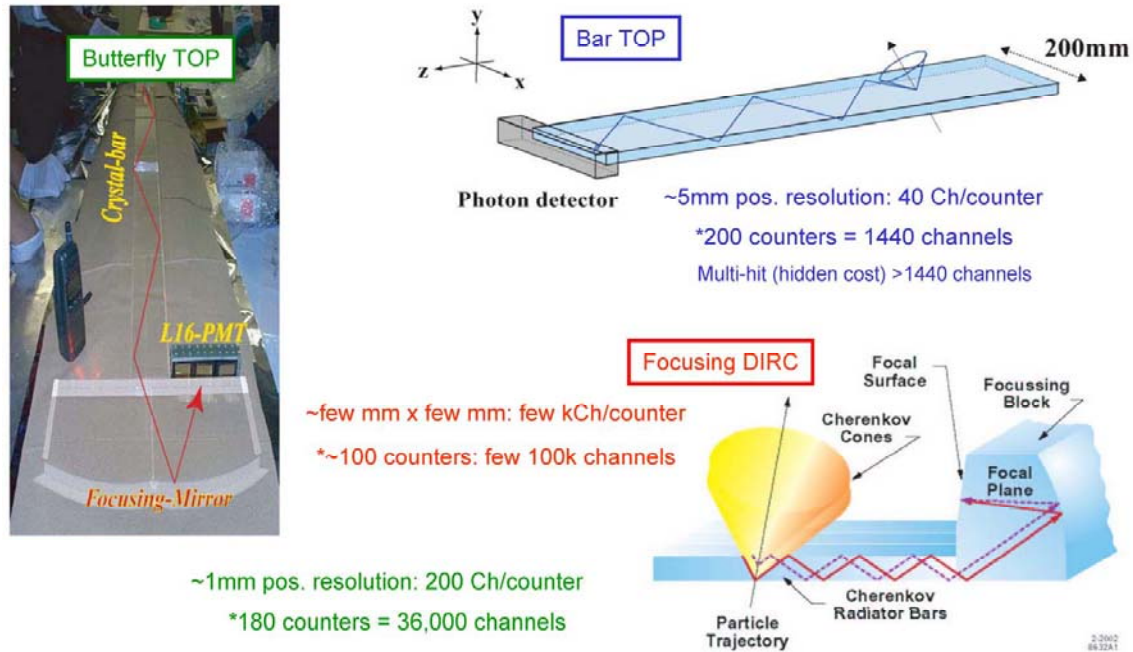 Butterfly TOP
Crystal-bar
L16-PMT
Focusing-Mirror
Bar TOP
y
z
x
200mm
Photon detector
~5mm pos. resolution: 40 Ch/counter
*200 counters = 1440 channels
Multi-hit (hidden cost) >1440 channels
Focusing DIRC
~few mm x few mm: few kCh/counter
*~100 counters: few 100k channels
Focal
Surface
Focussing
Block
Cherenkov
Cones
Focal
Plane
Cherenkov
Radiator Bars
Particle
Trajectory
~1mm pos. resolution: 200 Ch/counter
*180 counters = 36,000 channels
2-2002
8632A1